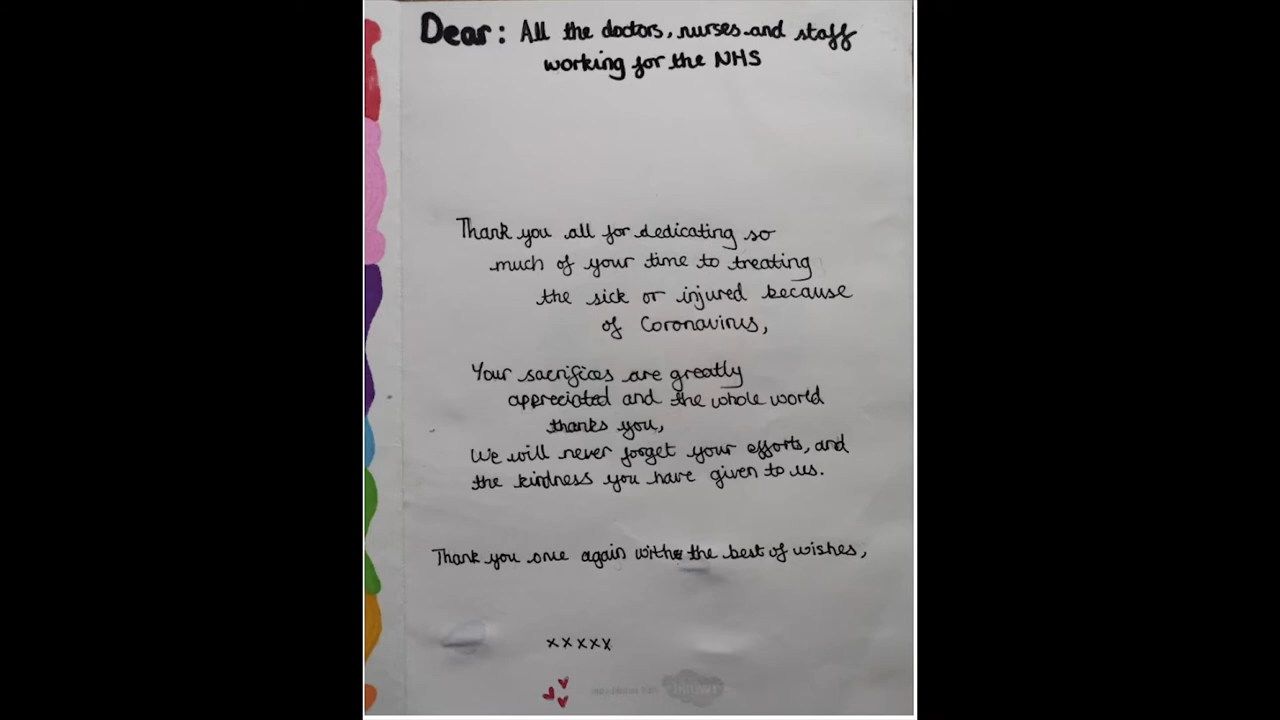 Dear: All the doctors, nurses and staff
working for the NHS
Thank you all for dedicating so
much of your time to treating
the sick or injured because
of Coronavirus,
Your sacrifices are greatly
appreciated and the whole world
thanks you,
We will never forget your efforts, and
the kindness you have given to us.
Thank you once again with the best of wishes,
xxxxx